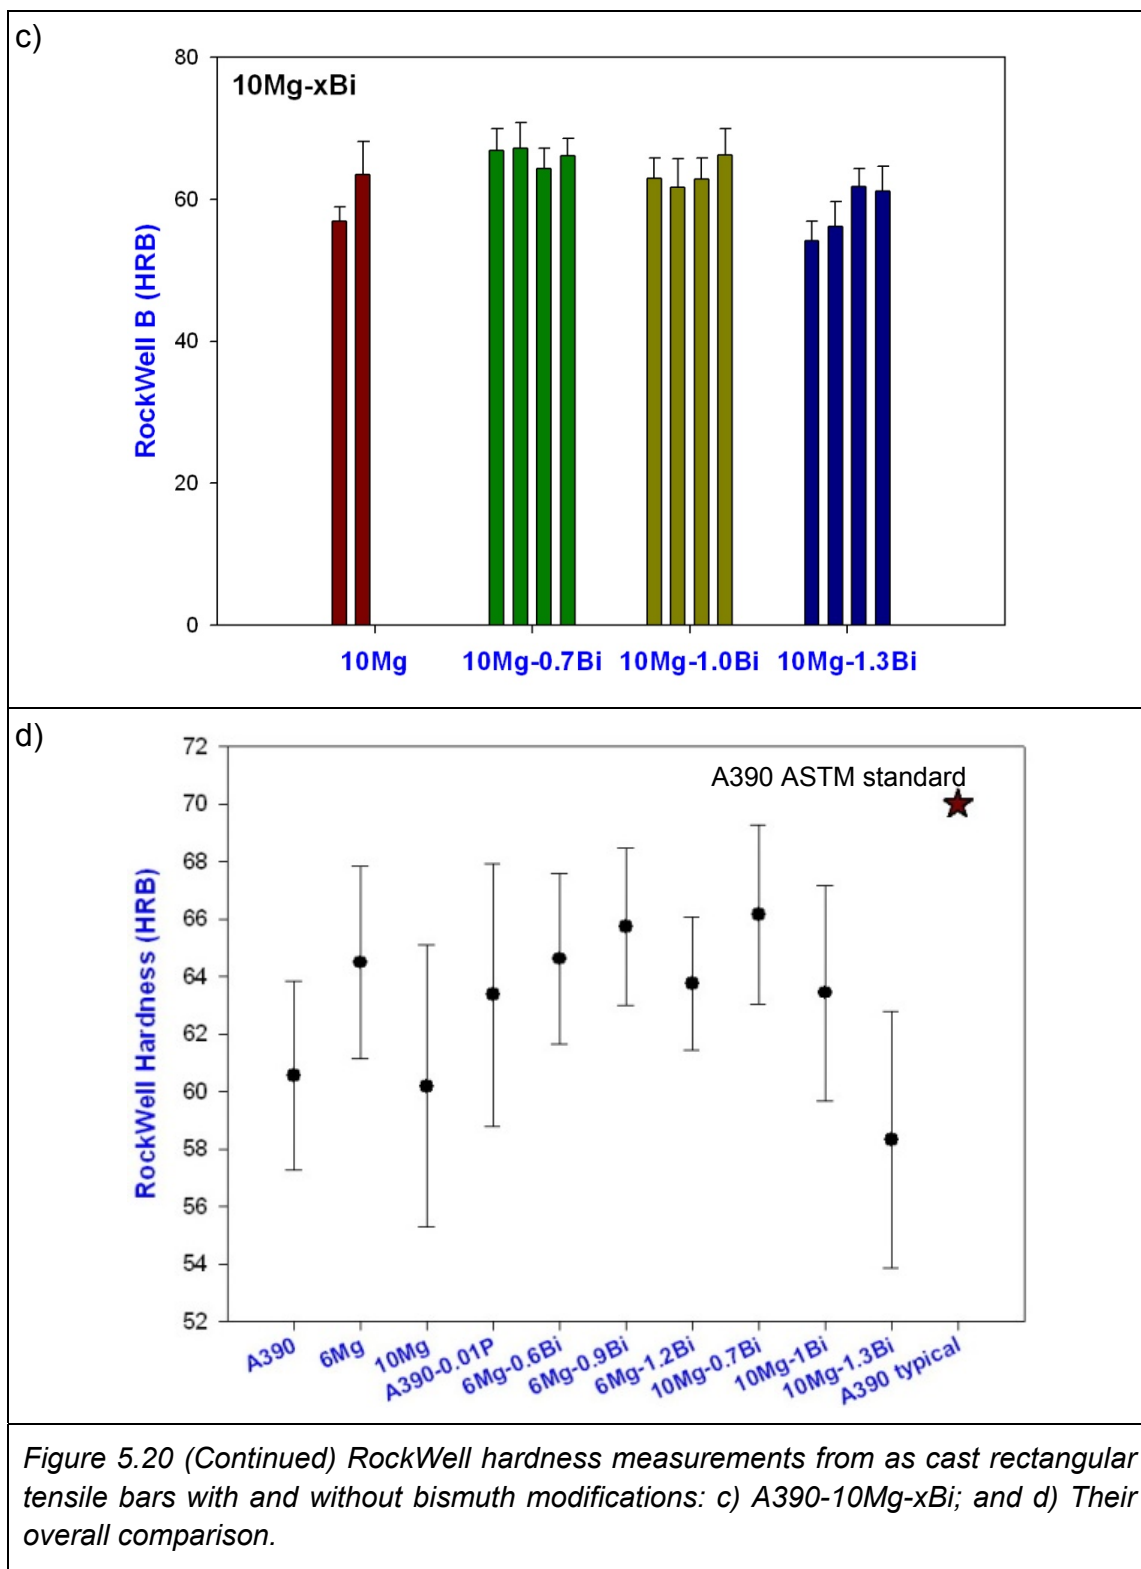 c)
80
10Mg-xBi
60
40
20
0
RockWell B (HRB)
10Mg 10Mg-0.7Bi 10Mg-1.0Bi 10Mg-1.3Bi
d)
72
A390 ASTM standard
70
68
66
64
62
60
58
56
54
52
RockWell Hardness (HRB)
A390 6Mg 10Mg A390-0.01P 6Mg-0.6Bi 6Mg-0.9Bi 6Mg-1.2Bi 10Mg-0.7Bi 10Mg-1Bi 10Mg-1.3Bi A390 typical
Figure 5.20 (Continued) RockWell hardness measurements from as cast rectangular
tensile bars with and without bismuth modifications: c) A390-10Mg-xBi; and d) Their
overall comparison.